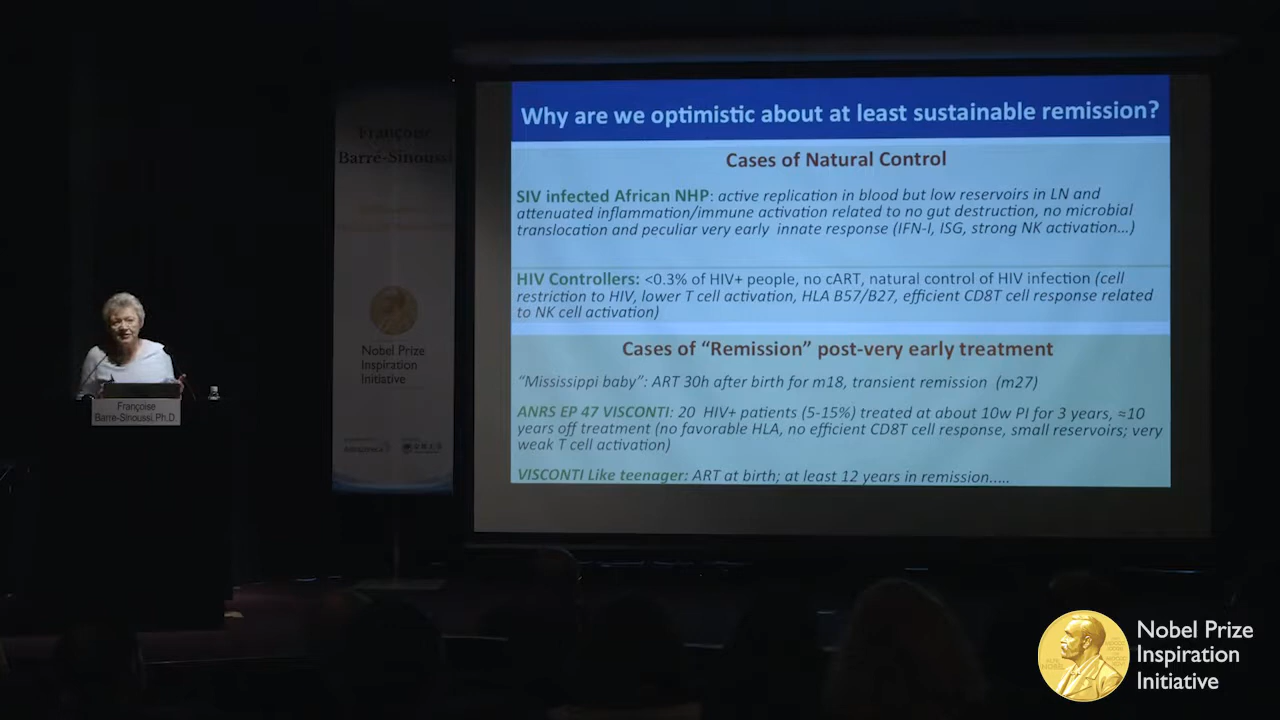 Françoise
Barré-Sinoussi
Nobel Prize
Inspiration
Initiative
Françoise
Barré-Sinoussi, Ph.D
Why are we optimistic about at least sustainable remission?
Cases of Natural Control
SIV infected African NHP: active replication in blood but low reservoirs in LN and
attenuated inflammation/immune activation related to no gut destruction, no microbial
translocation and peculiar very early innate response (IFN-I, ISG, strong NK activation...)
HIV Controllers: <0.3% of HIV+ people, no cART, natural control of HIV infection (cell
restriction to HIV, lower T cell activation, HLA B57/B27, efficient CD8T cell response related
to NK cell activation)
Cases of “Remission” post-very early treatment
“Mississippi baby”: ART 30h after birth for m18, transient remission (m27)
ANRS EP 47 VISCONTI: 20 HIV+ patients (5-15%) treated at about 10w PI for 3 years, ≈10
years off treatment (no favorable HLA, no efficient CD8T cell response, small reservoirs; very
weak T cell activation)
VISCONTI Like teenager: ART at birth; at least 12 years in remission.....
Nobel Prize
Inspiration
Initiative